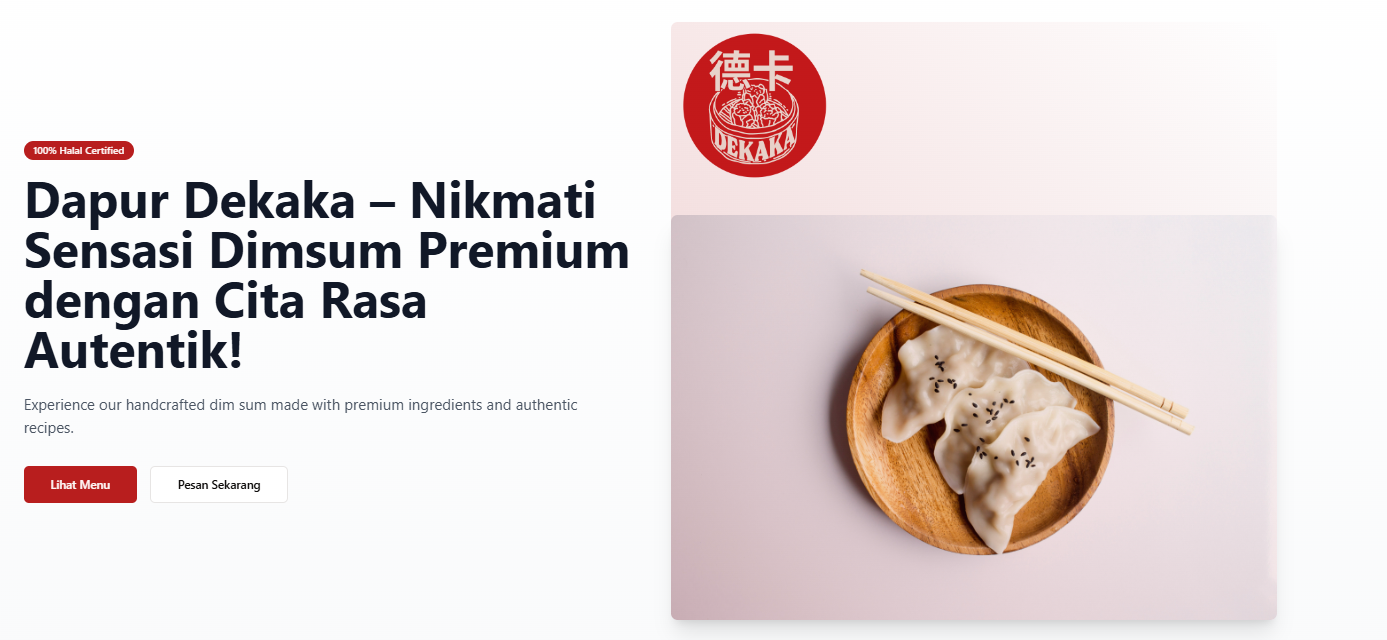 100% Halal Certified
Dapur Dekaka – Nikmati
Sensasi Dimsum Premium
dengan Cita Rasa
Autentik!
Experience our handcrafted dim sum made with premium ingredients and authentic
recipes.
Lihat Menu
Pesan Sekarang
德卡
DEKAKA